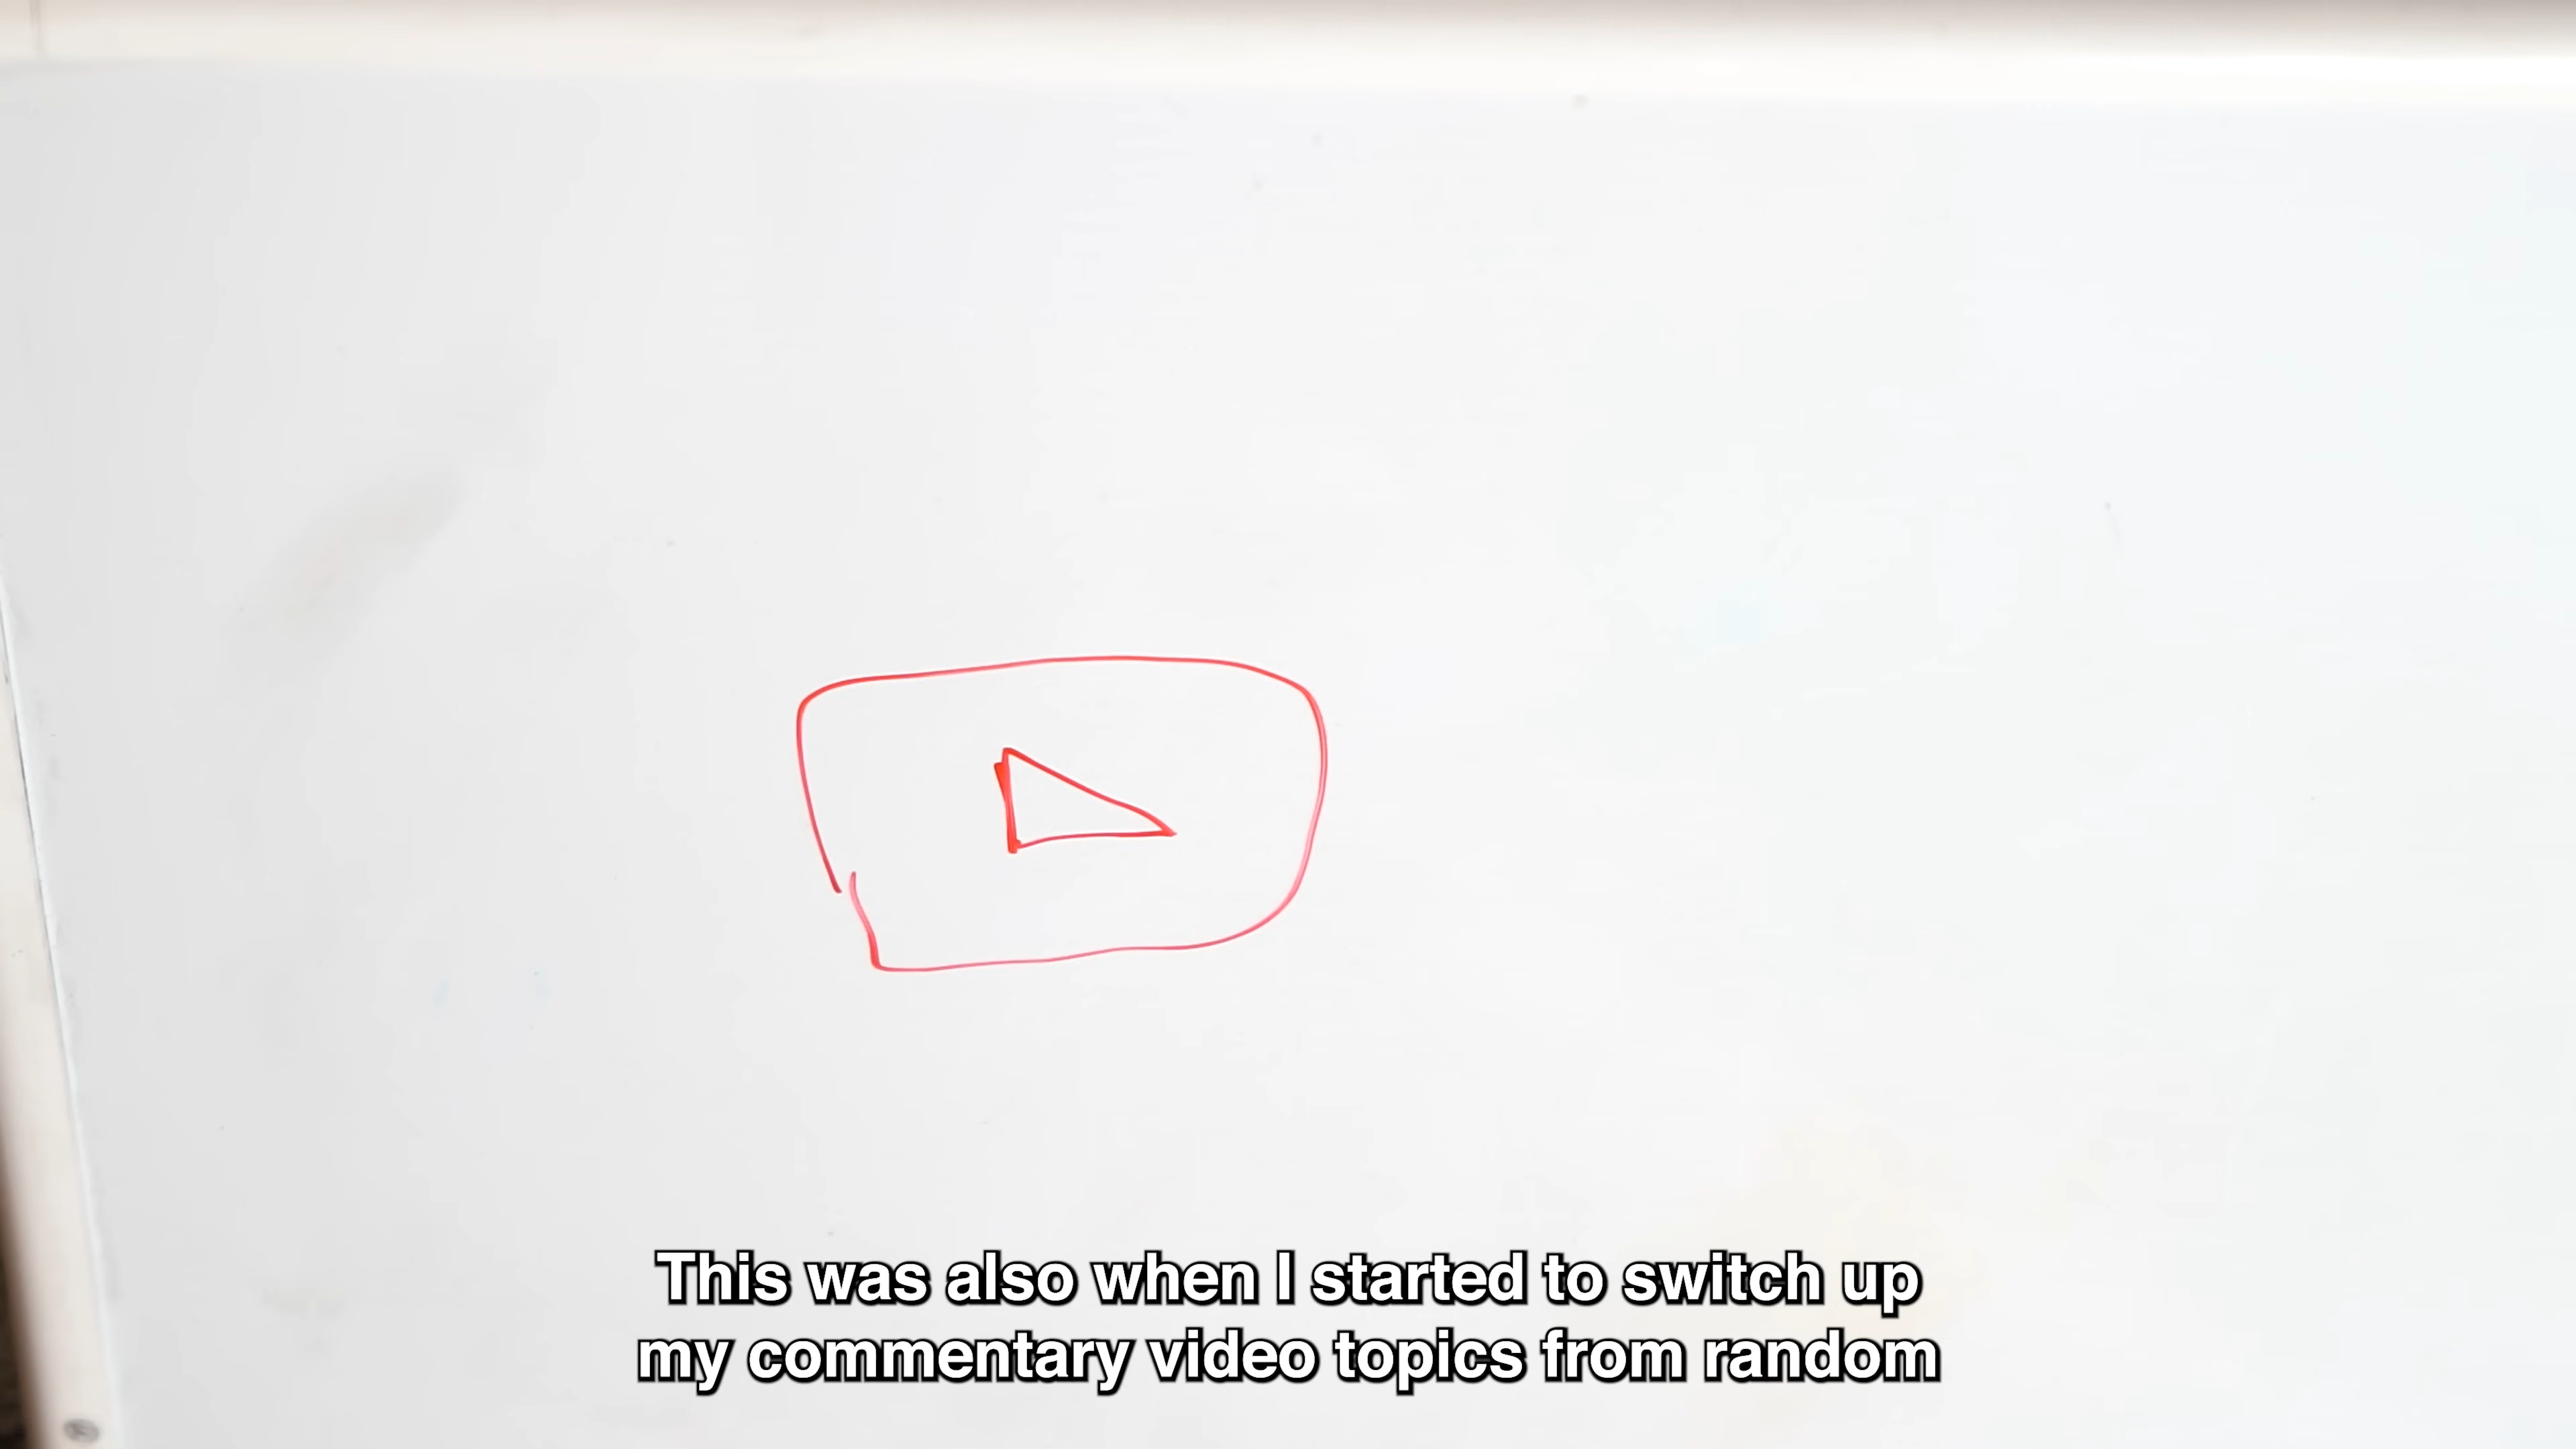 This was also when I started to switch up
my commentary video topics from random